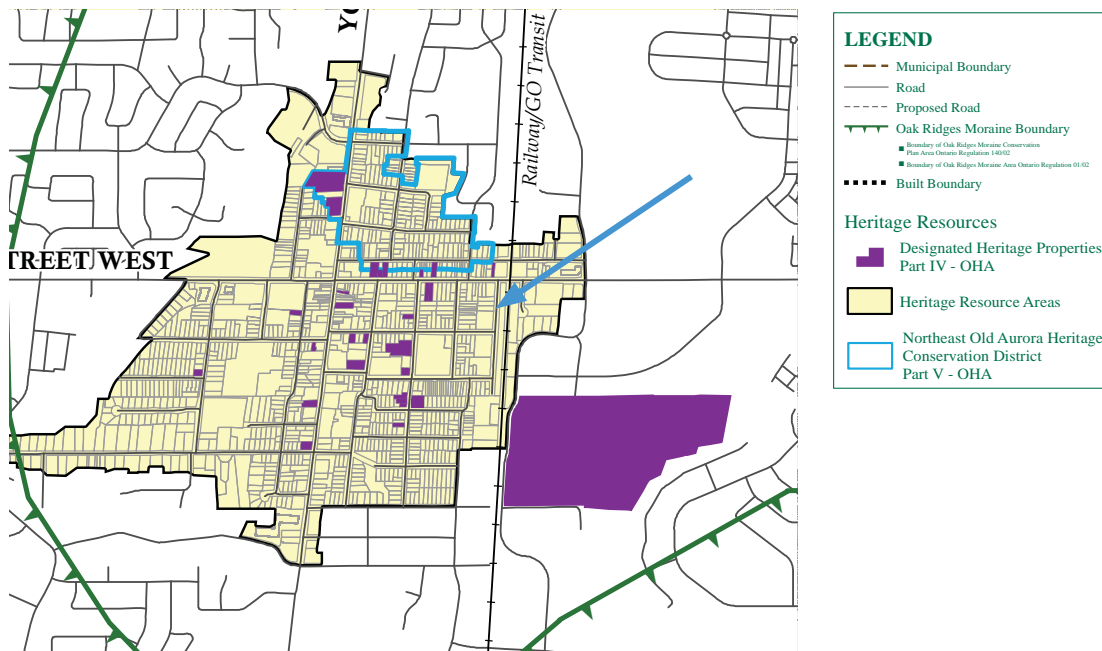 YO
Railway/GO Transit
TREET WEST
LEGEND
Municipal Boundary
Road
Proposed Road
Oak Ridges Moraine Boundary
Boundary of Oak Ridges Moraine Conservation
Plan Area Ontario Regulation 140/02
Boundary of Oak Ridges Moraine Area Ontario Regulation 01/02
Built Boundary
Heritage Resources
Designated Heritage Properties
Part IV - OHA
Heritage Resource Areas
Northeast Old Aurora Heritage
Conservation District
Part V - OHA